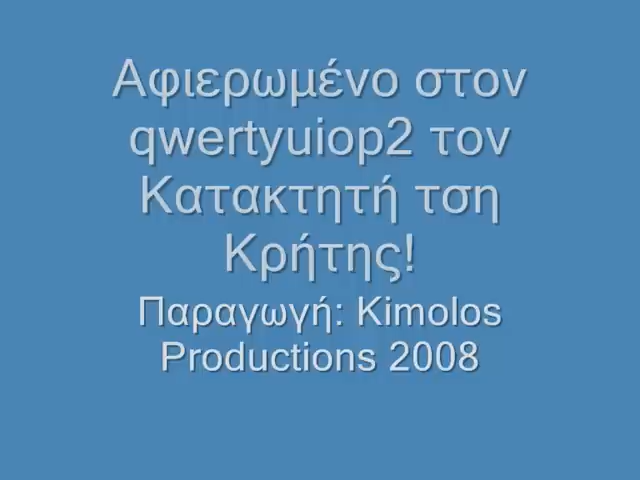 Αφιερωμένο στον
qwertyuiop2 τον
Κατακτητή τση
Κρήτης!
Παραγωγή: Kimolos
Productions 2008